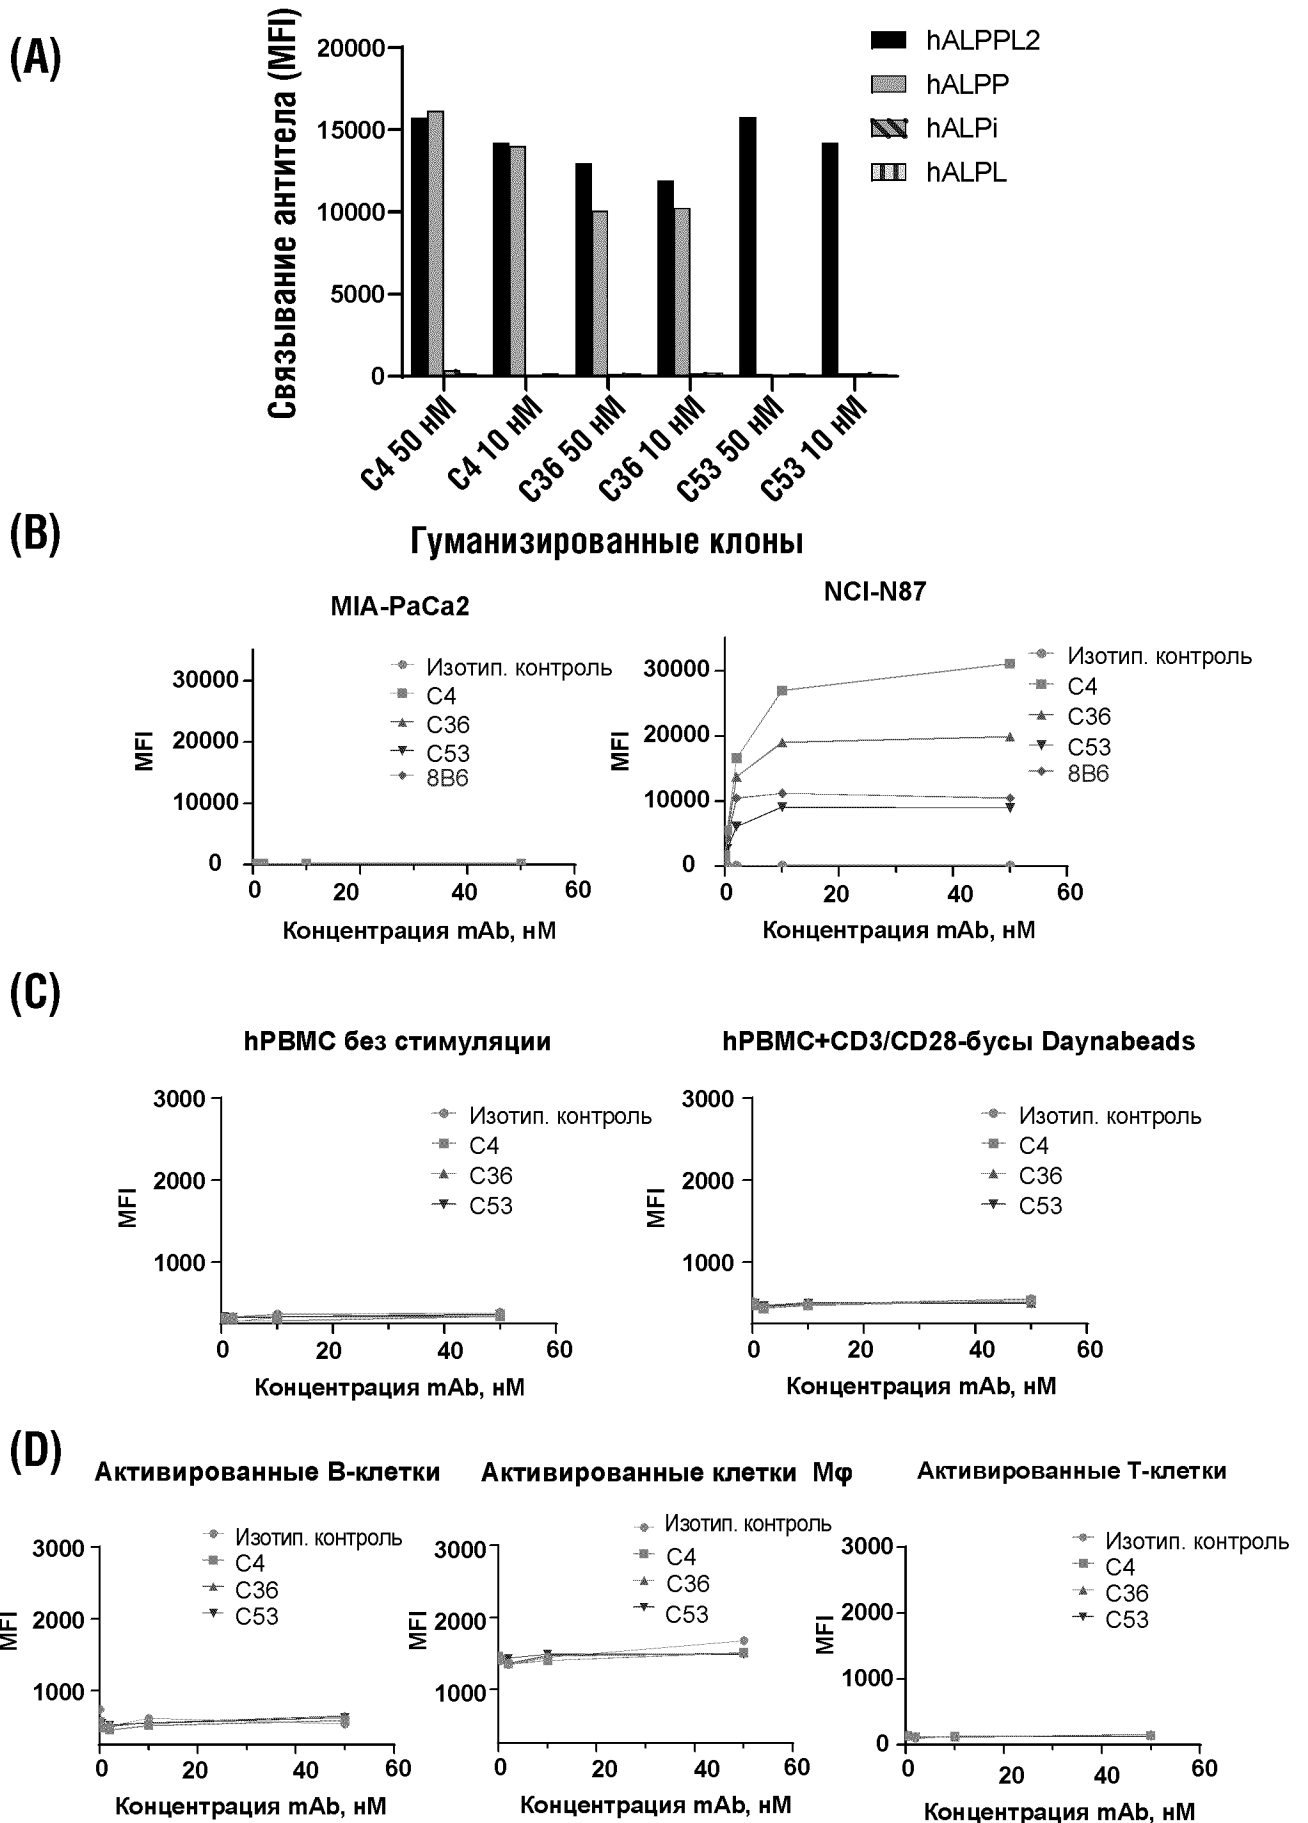 (A)
Связывание антитела (MFI)
20000
15000
10000
5000
0
hALPPL2
hALPP
hALPi
hALPL
C4 50 нМ
C4 10 нМ
C36 50 нМ
C36 10 нМ
C53 50 нМ
C53 10 нМ
Гуманизированные клоны
(B)
MIA-PaCa2
MFI
30000
20000
10000
0
Изотип. контроль
C4
C36
C53
8B6
0 20 40 60
Концентрация mAb, нМ
NCI-N87
MFI
30000
20000
10000
0
Изотип. контроль
C4
C36
C53
8B6
0 20 40 60
Концентрация mAb, нМ
(C)
hPBMC без стимуляции
MFI
3000
2000
1000
Изотип. контроль
C4
C36
C53
0 20 40 60
Концентрация mAb, нМ
hPBMC+CD3/CD28-бусы Daynabeads
MFI
3000
2000
1000
Изотип. контроль
C4
C36
C53
0 20 40 60
Концентрация mAb, нМ
(D)
Активированные В-клетки
MFI
3000
2000
1000
Изотип. контроль
C4
C36
C53
0 20 40 60
Концентрация mAb, нМ
Активированные клетки Мφ
MFI
3000
2000
1000
Изотип. контроль
C4
C36
C53
0 20 40 60
Концентрация mAb, нМ
Активированные Т-клетки
MFI
3000
2000
1000
0
Изотип. контроль
C4
C36
C53
0 20 40 60
Концентрация mAb, нМ